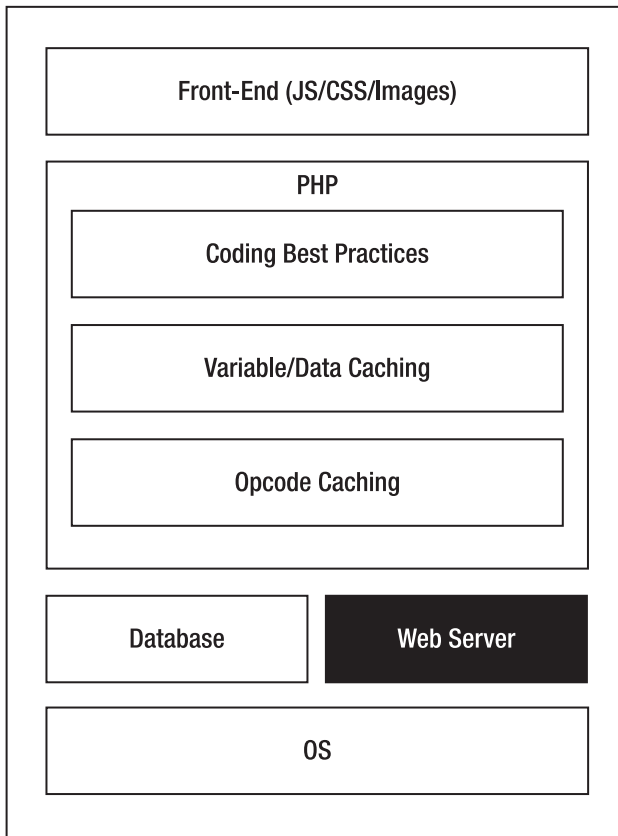 Front-End (JS/CSS/Images)
PHP
Coding Best Practices
Variable/Data Caching
Opcode Caching
Database
Web Server
OS